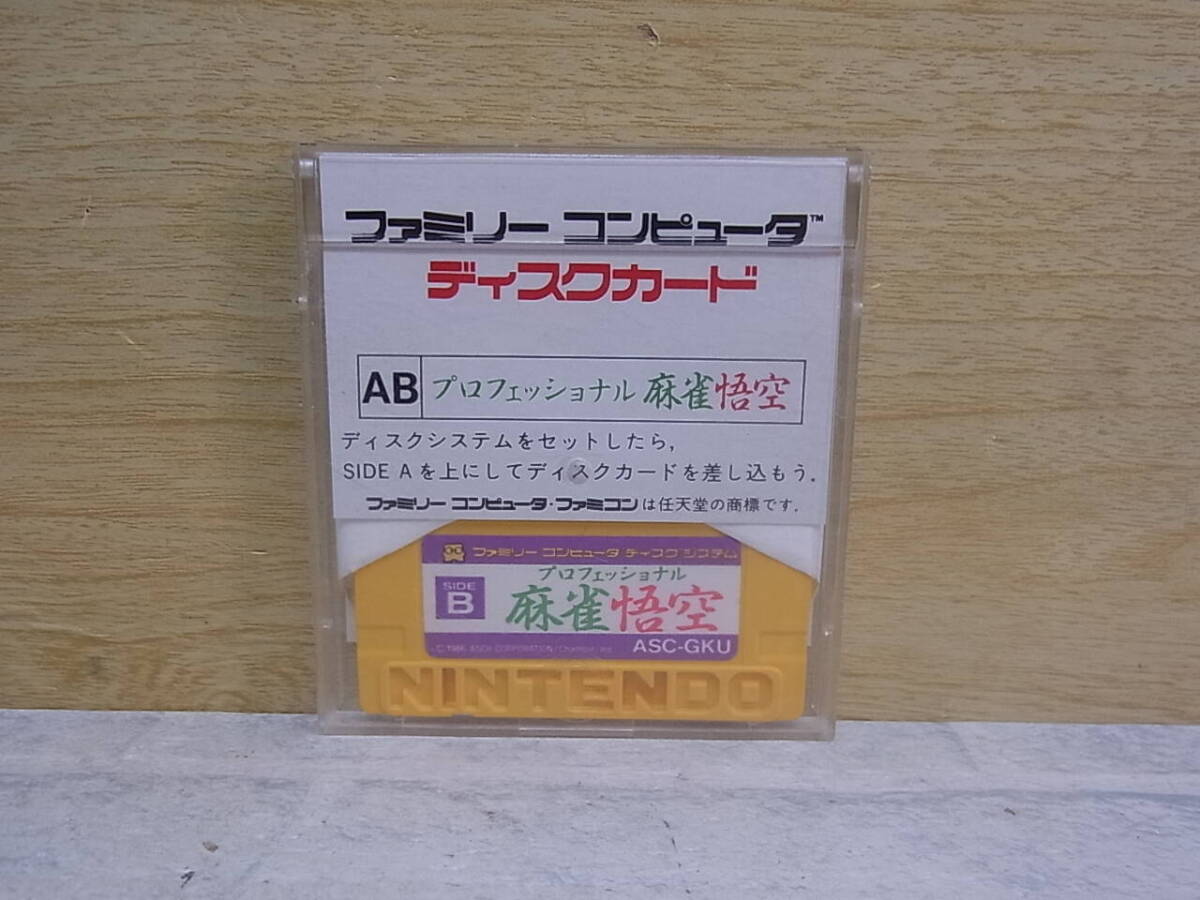 ファミリー コンピュータ™
ディスクカード
AB プロフェッショナル 麻雀悟空
ディスクシステムをセットしたら,
SIDE A を上にしてディスクカードを差し込もう.
ファミリー コンピュータ・ファミコンは任天堂の商標です.
ファミリー コンピュータ ディスク システム
SIDE B
プロフェッショナル
麻雀悟空
C 1986 ASCII CORPORATION / Champion, Inc.
ASC-GKU
NINTENDO